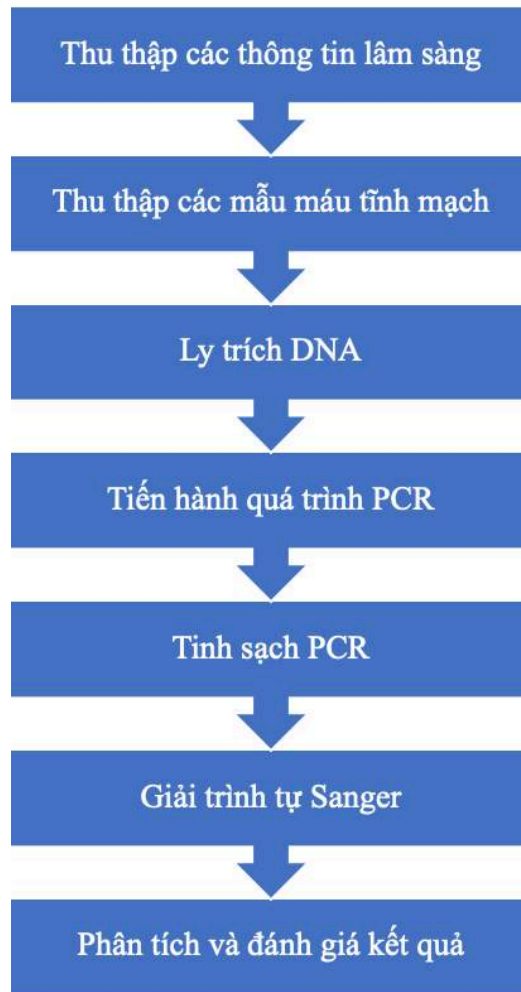 Thu thập các thông tin lâm sàng
Thu thập các mẫu máu tĩnh mạch
Ly trích DNA
Tiến hành quá trình PCR
Tinh sạch PCR
Giải trình tự Sanger
Phân tích và đánh giá kết quả